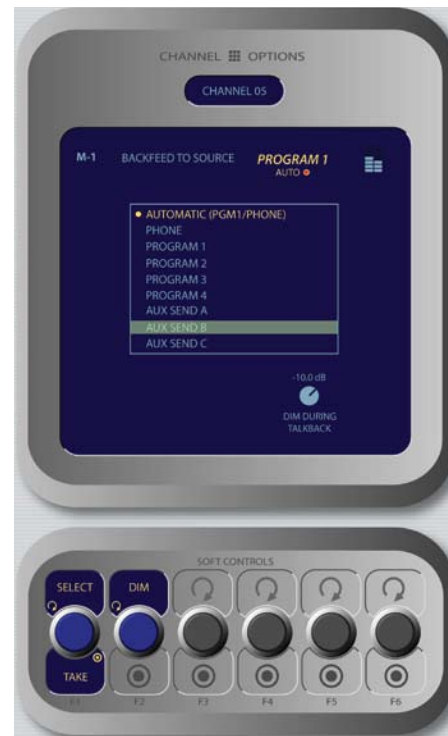 CHANNEL OPTIONS
CHANNEL 05
M-1 BACKFEED TO SOURCE PROGRAM 1
AUTO
AUTOMATIC (PGM1/PHONE)
PHONE
PROGRAM 1
PROGRAM 2
PROGRAM 3
PROGRAM 4
AUX SEND A
AUX SEND B
AUX SEND C
-10.0 dB
DIM DURING
TALKBACK
SOFT CONTROLS
SELECT DIM
TAKE
F1 F2 F3 F4 F5 F6